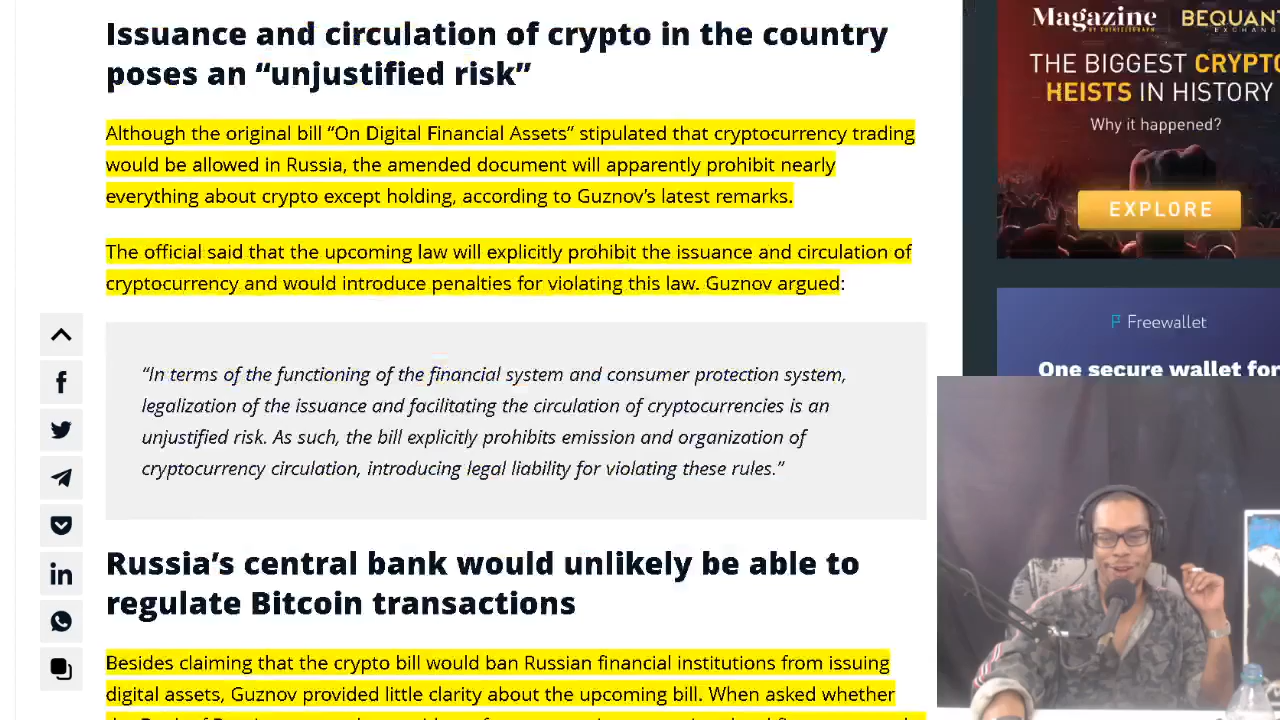 Issuance and circulation of crypto in the country
poses an “unjustified risk”
Although the original bill “On Digital Financial Assets” stipulated that cryptocurrency trading
would be allowed in Russia, the amended document will apparently prohibit nearly
everything about crypto except holding, according to Guznov’s latest remarks.
The official said that the upcoming law will explicitly prohibit the issuance and circulation of
cryptocurrency and would introduce penalties for violating this law. Guznov argued:
“In terms of the functioning of the financial system and consumer protection system,
legalization of the issuance and facilitating the circulation of cryptocurrencies is an
unjustified risk. As such, the bill explicitly prohibits emission and organization of
cryptocurrency circulation, introducing legal liability for violating these rules.”
Russia’s central bank would unlikely be able to
regulate Bitcoin transactions
Besides claiming that the crypto bill would ban Russian financial institutions from issuing
digital assets, Guznov provided little clarity about the upcoming bill. When asked whether
Magazine BEQUANT
BY COINTELEGRAPH EXCHANGE
THE BIGGEST CRYPTO
HEISTS IN HISTORY
Why it happened?
EXPLORE
Freewallet
One secure wallet for